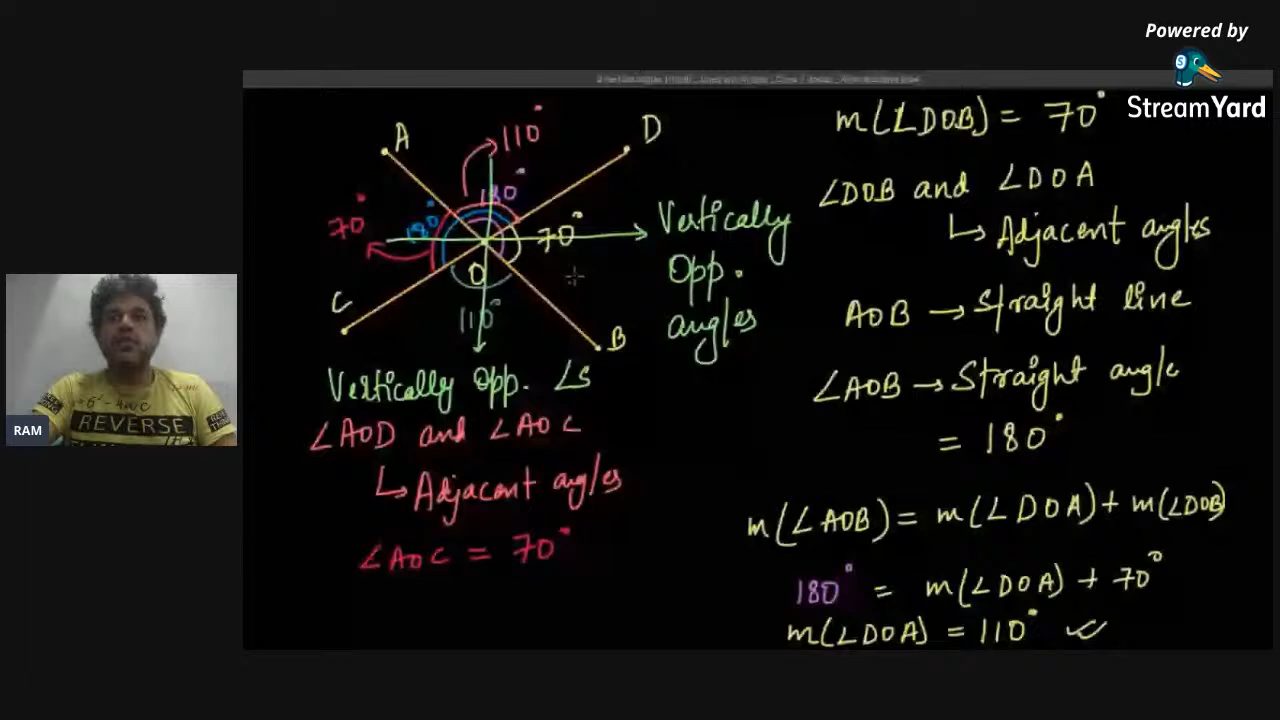 Powered by
StreamYard
A
110°
D
180°
70°
180°
70°
O
C
110°
B
Vertically
Opp.
angles
Vertically Opp. ∠s
∠AOD and ∠AOC
↳ Adjacent angles
∠AOC = 70°
m(∠DOB) = 70°
∠DOB and ∠DOA
↳ Adjacent angles
AOB → Straight line
∠AOB → Straight angle
= 180°
m(∠AOB) = m(∠DOA) + m(∠DOB)
180° = m(∠DOA) + 70°
m(∠DOA) = 110° ✓
REVERSE
RAM